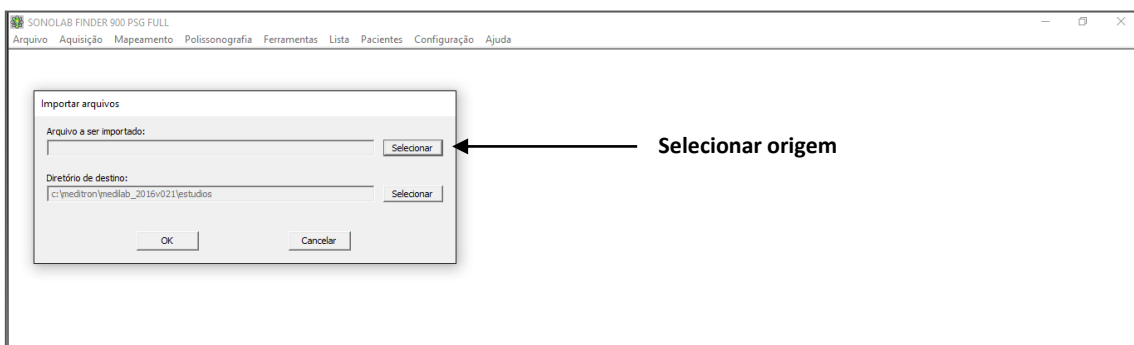 SONOLAB FINDER 900 PSG FULL
Arquivo Aquisição Mapeamento Polissonografia Ferramentas Lista Pacientes Configuração Ajuda
Importar arquivos
Arquivo a ser importado:
Selecionar
Selecionar origem
Diretório de destino:
c:\meditron\medilab_2016v021\estudios Selecionar
OK Cancelar